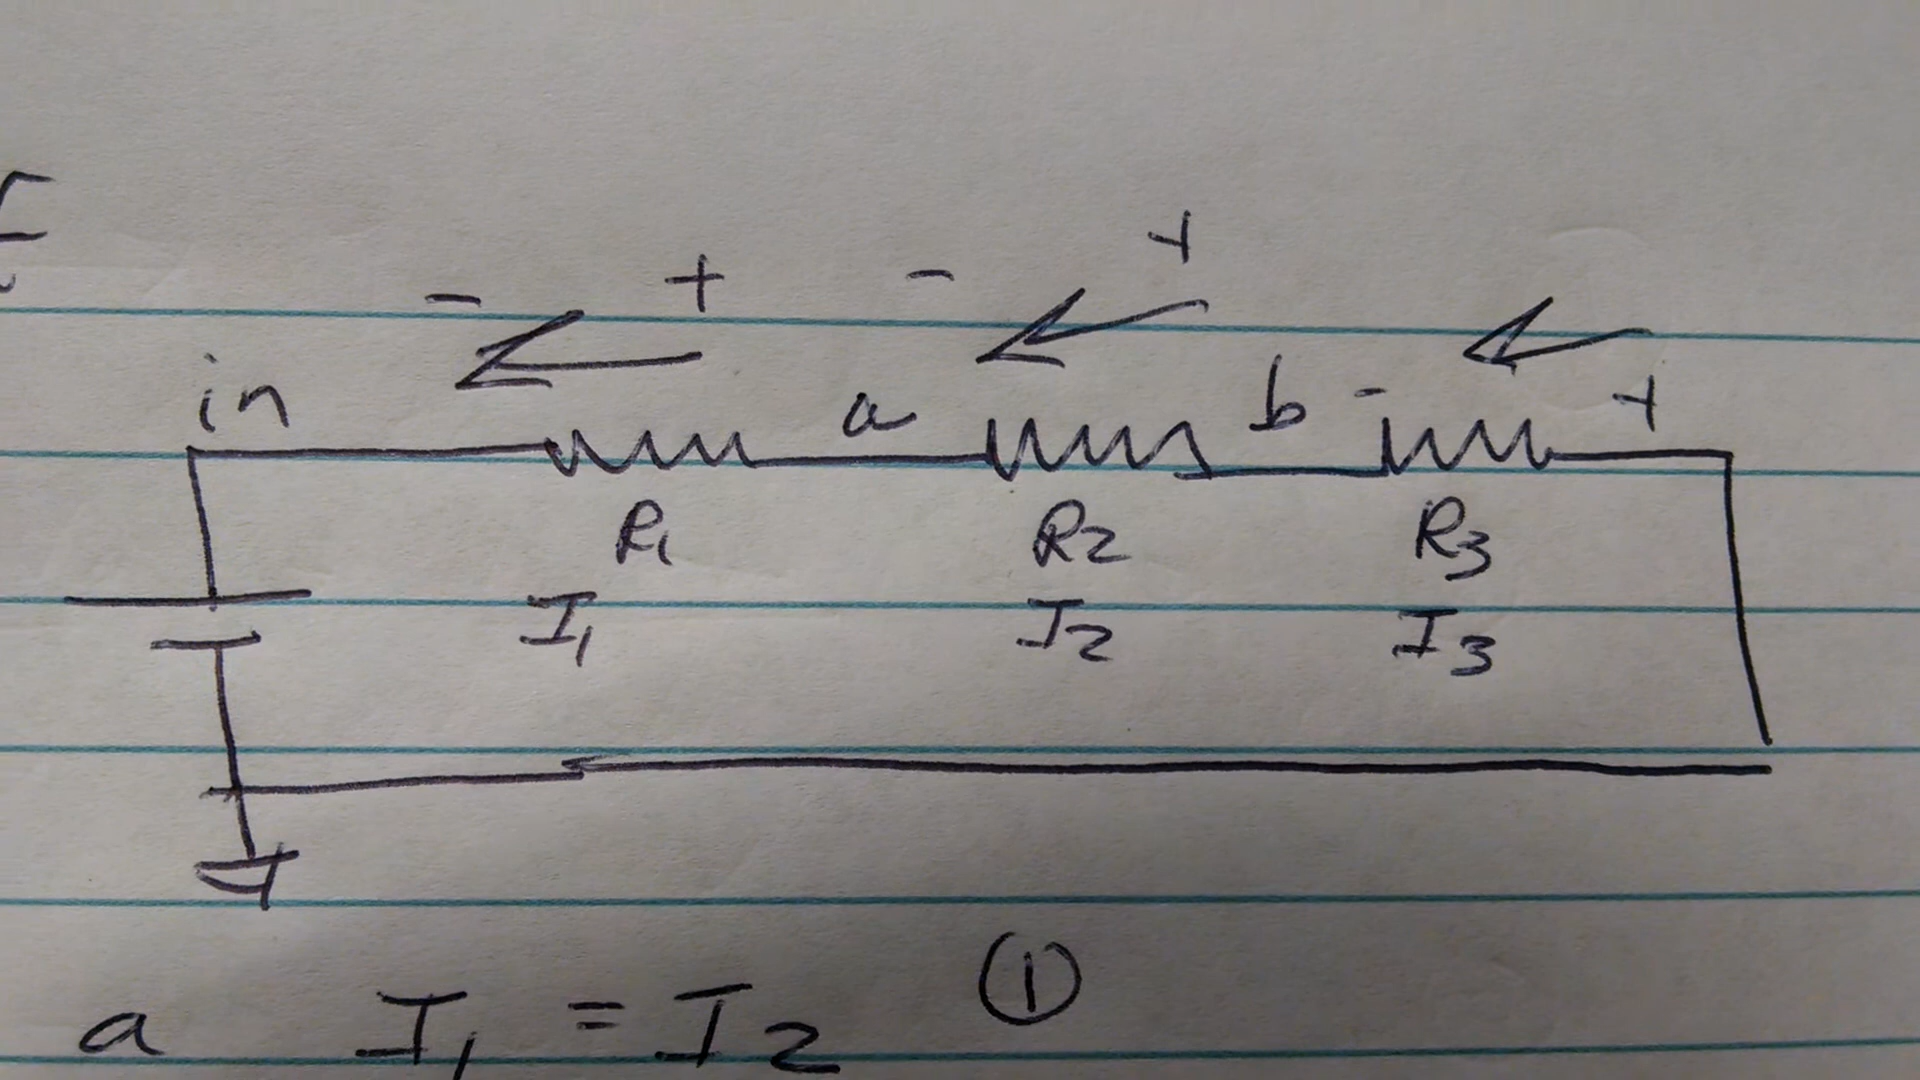 - + - +
in a b - +
R1 R2 R3
I1 I2 I3
①
a I1 = I2